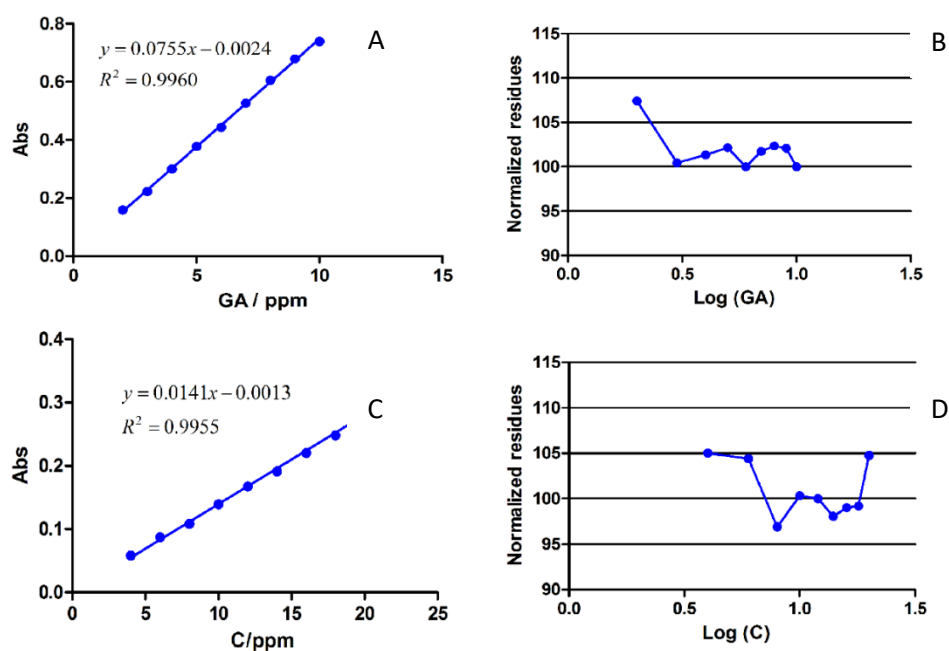 A
y = 0.0755x − 0.0024
R² = 0.9960
Abs
0.8
0.6
0.4
0.2
0.0
0 5 10 15
GA / ppm
B
Normalized residues
115
110
105
100
95
90
0.0 0.5 1.0 1.5
Log (GA)
C
y = 0.0141x − 0.0013
R² = 0.9955
Abs
0.4
0.3
0.2
0.1
0.0
0 5 10 15 20 25
C/ppm
D
Normalized residues
115
110
105
100
95
90
0.0 0.5 1.0 1.5
Log (C)